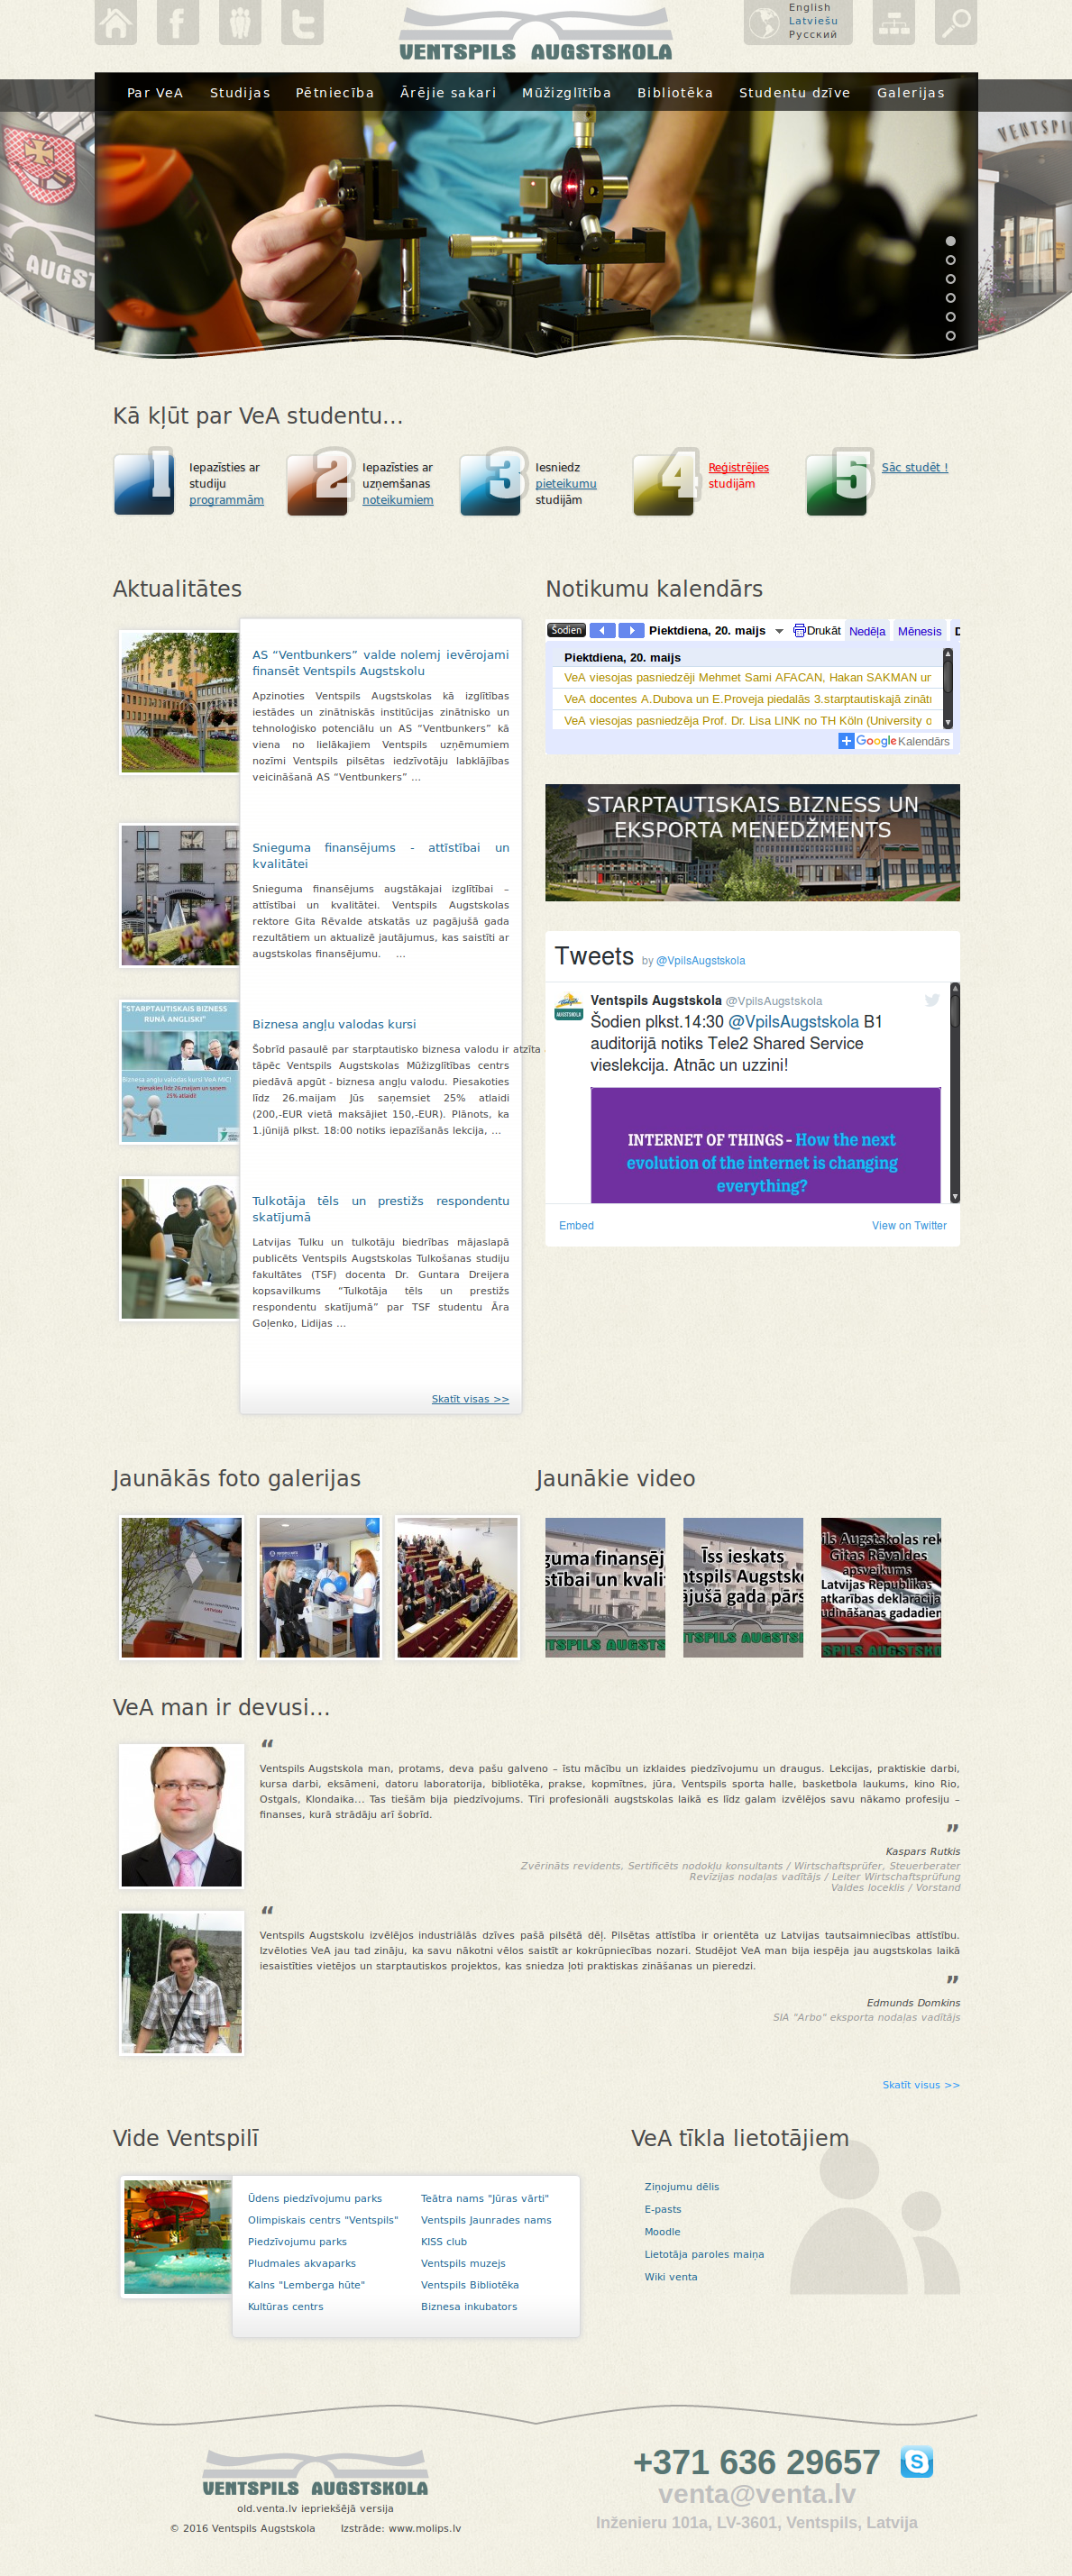 English
Latviešu
Русский
VENTSPILS AUGSTSKOLA
Par VeA Studijas Pētniecība Ārējie sakari Mūžizglītība Bibliotēka Studentu dzīve Galerijas
Kā kļūt par VeA studentu...
1 Iepazīsties ar
studiju
programmām
2 Iepazīsties ar
uzņemšanas
noteikumiem
3 Iesniedz
pieteikumu
studijām
4 Reģistrējies
studijām
5 Sāc studēt !
Aktualitātes
AS “Ventbunkers” valde nolemj ievērojami
finansēt Ventspils Augstskolu
Apzinoties Ventspils Augstskolas kā izglītības
iestādes un zinātniskās institūcijas zinātnisko un
tehnoloģisko potenciālu un AS “Ventbunkers” kā
viena no lielākajiem Ventspils uzņēmumiem
nozīmi Ventspils pilsētas iedzīvotāju labklājības
veicināšanā AS “Ventbunkers” ...
Snieguma finansējums - attīstībai un
kvalitātei
Snieguma finansējums augstākajai izglītībai –
attīstībai un kvalitātei. Ventspils Augstskolas
rektore Gita Rēvalde atskatās uz pagājušā gada
rezultātiem un aktualizē jautājumus, kas saistīti ar
augstskolas finansējumu. ...
"STARPTAUTISKAIS BIZNESS
RUNĀ ANGLISKI"
Biznesa angļu valodas kursi VeA MIC!
*piesakies līdz 26.maijam un saņem
25% atlaidi!
Biznesa angļu valodas kursi
Šobrīd pasaulē par starptautisko biznesa valodu ir atzīta
tāpēc Ventspils Augstskolas Mūžizglītības centrs
piedāvā apgūt - biznesa angļu valodu. Piesakoties
līdz 26.maijam Jūs saņemsiet 25% atlaidi
(200,-EUR vietā maksājiet 150,-EUR). Plānots, ka
1.jūnijā plkst. 18:00 notiks iepazīšanās lekcija, ...
Tulkotāja tēls un prestižs respondentu
skatījumā
Latvijas Tulku un tulkotāju biedrības mājaslapā
publicēts Ventspils Augstskolas Tulkošanas studiju
fakultātes (TSF) docenta Dr. Guntara Dreijera
kopsavilkums “Tulkotāja tēls un prestižs
respondentu skatījumā” par TSF studentu Āra
Goļenko, Lidijas ...
Skatīt visas >>
Notikumu kalendārs
Šodien Piektdiena, 20. maijs Drukāt Nedēļa Mēnesis D
Piektdiena, 20. maijs
VeA viesojas pasniedzēji Mehmet Sami AFACAN, Hakan SAKMAN ur
VeA docentes A.Dubova un E.Proveja piedalās 3.starptautiskajā zināt
VeA viesojas pasniedzēja Prof. Dr. Lisa LINK no TH Köln (University o
Google Kalendārs
STARPTAUTISKAIS BIZNESS UN
EKSPORTA MENEDŽMENTS
Tweets by @VpilsAugstskola
Ventspils Augstskola @VpilsAugstskola
Šodien plkst.14:30 @VpilsAugstskola B1
auditorijā notiks Tele2 Shared Service
vieslekcija. Atnāc un uzzini!
INTERNET OF THINGS - How the next
evolution of the internet is changing
everything?
Embed View on Twitter
Jaunākās foto galerijas
Jaunākie video
guma finansēj
stībai un kvalit
NTSPILS AUGSTS
Īss ieskats
ntspils Augstsko
ajušā gada pārs
NTSPILS AUGSTSKO
pils Augstskolas rek
Gitas Rēvaldes
apsveikums
Latvijas Republikas
atkarības deklarācija
udināšanas gadadien
SPILS AUGSTSKO
VeA man ir devusi...
“
Ventspils Augstskola man, protams, deva pašu galveno – īstu mācību un izklaides piedzīvojumu un draugus. Lekcijas, praktiskie darbi,
kursa darbi, eksāmeni, datoru laboratorija, bibliotēka, prakse, kopmītnes, jūra, Ventspils sporta halle, basketbola laukums, kino Rio,
Ostgals, Klondaika... Tas tiešām bija piedzīvojums. Tīri profesionāli augstskolas laikā es līdz galam izvēlējos savu nākamo profesiju –
finanses, kurā strādāju arī šobrīd.
”
Kaspars Rutkis
Zvērināts revidents, Sertificēts nodokļu konsultants / Wirtschaftsprüfer, Steuerberater
Revīzijas nodaļas vadītājs / Leiter Wirtschaftsprüfung
Valdes loceklis / Vorstand
“
Ventspils Augstskolu izvēlējos industriālās dzīves pašā pilsētā dēļ. Pilsētas attīstība ir orientēta uz Latvijas tautsaimniecības attīstību.
Izvēloties VeA jau tad zināju, ka savu nākotni vēlos saistīt ar kokrūpniecības nozari. Studējot VeA man bija iespēja jau augstskolas laikā
iesaistīties vietējos un starptautiskos projektos, kas sniedza ļoti praktiskas zināšanas un pieredzi.
”
Edmunds Domkins
SIA "Arbo" eksporta nodaļas vadītājs
Skatīt visus >>
Vide Ventspilī
Ūdens piedzīvojumu parks
Olimpiskais centrs "Ventspils"
Piedzīvojumu parks
Pludmales akvaparks
Kalns "Lemberga hūte"
Kultūras centrs
Teātra nams "Jūras vārti"
Ventspils Jaunrades nams
KISS club
Ventspils muzejs
Ventspils Bibliotēka
Biznesa inkubators
VeA tīkla lietotājiem
Ziņojumu dēlis
E-pasts
Moodle
Lietotāja paroles maiņa
Wiki venta
VENTSPILS AUGSTSKOLA
old.venta.lv iepriekšējā versija
© 2016 Ventspils Augstskola Izstrāde: www.molips.lv
+371 636 29657
venta@venta.lv
Inženieru 101a, LV-3601, Ventspils, Latvija